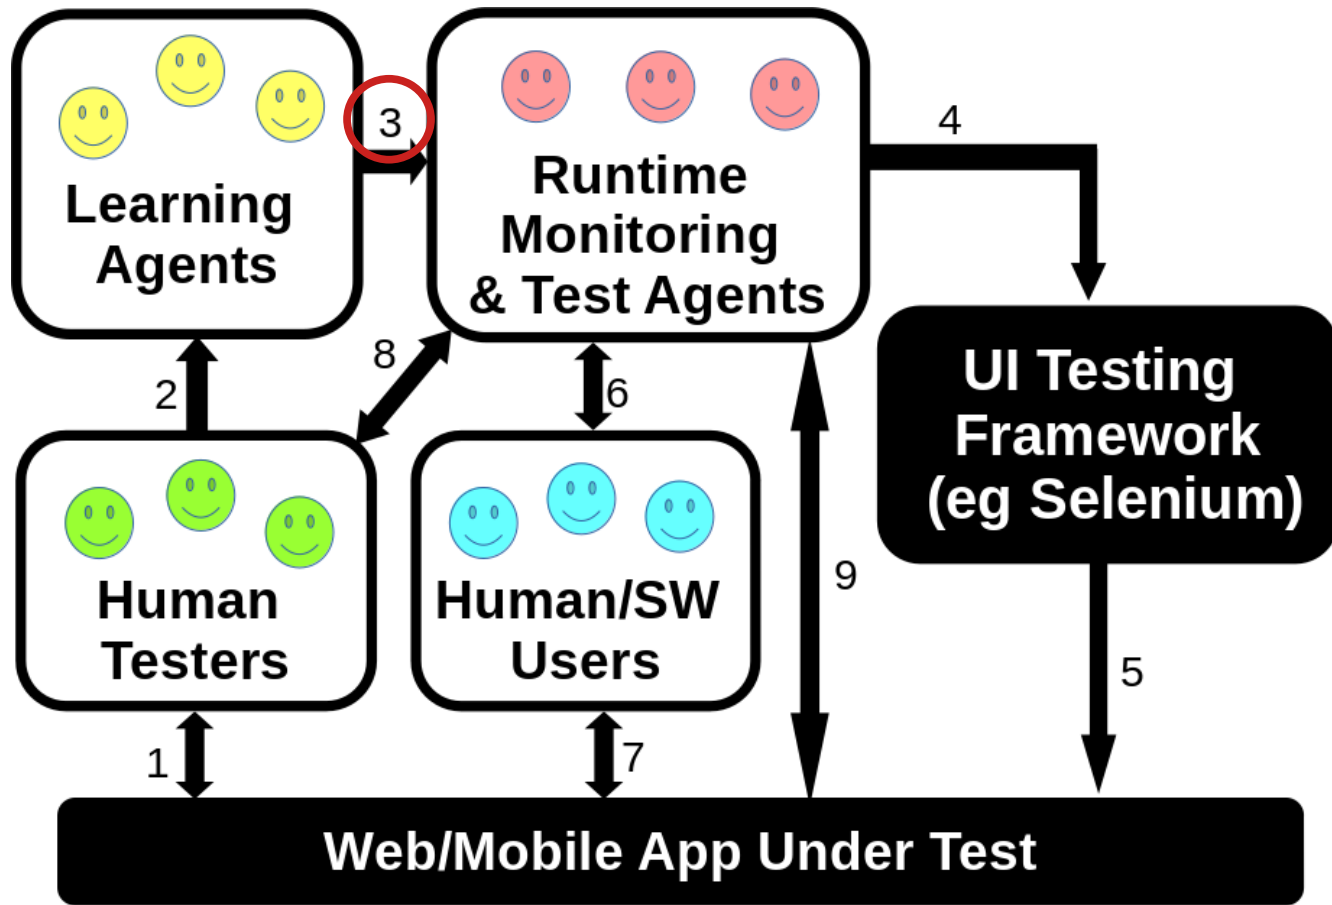 3
4
Learning
Agents
Runtime
Monitoring
& Test Agents
2
8
6
UI Testing
Framework
(eg Selenium)
Human
Testers
Human/SW
Users
9
5
1
7
Web/Mobile App Under Test